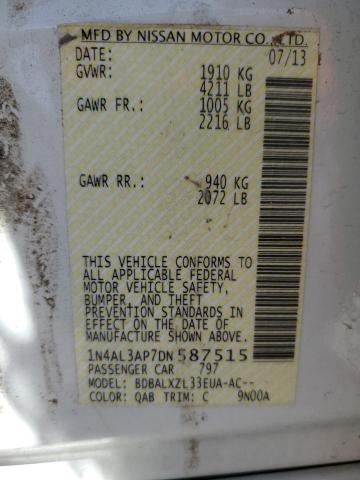 MFD BY NISSAN MOTOR CO., LTD.
DATE: 07/13
GVWR: 1910 KG
4211 LB
GAWR FR.: 1005 KG
2216 LB
GAWR RR.: 940 KG
2072 LB
THIS VEHICLE CONFORMS TO
ALL APPLICABLE FEDERAL
MOTOR VEHICLE SAFETY,
BUMPER, AND THEFT
PREVENTION STANDARDS IN
EFFECT ON THE DATE OF
MANUFACTURE SHOWN ABOVE.
1N4AL3AP7DN587515
PASSENGER CAR 797
MODEL: BDBALXZL33EUA-AC--
COLOR: QAB TRIM: C 9N00A